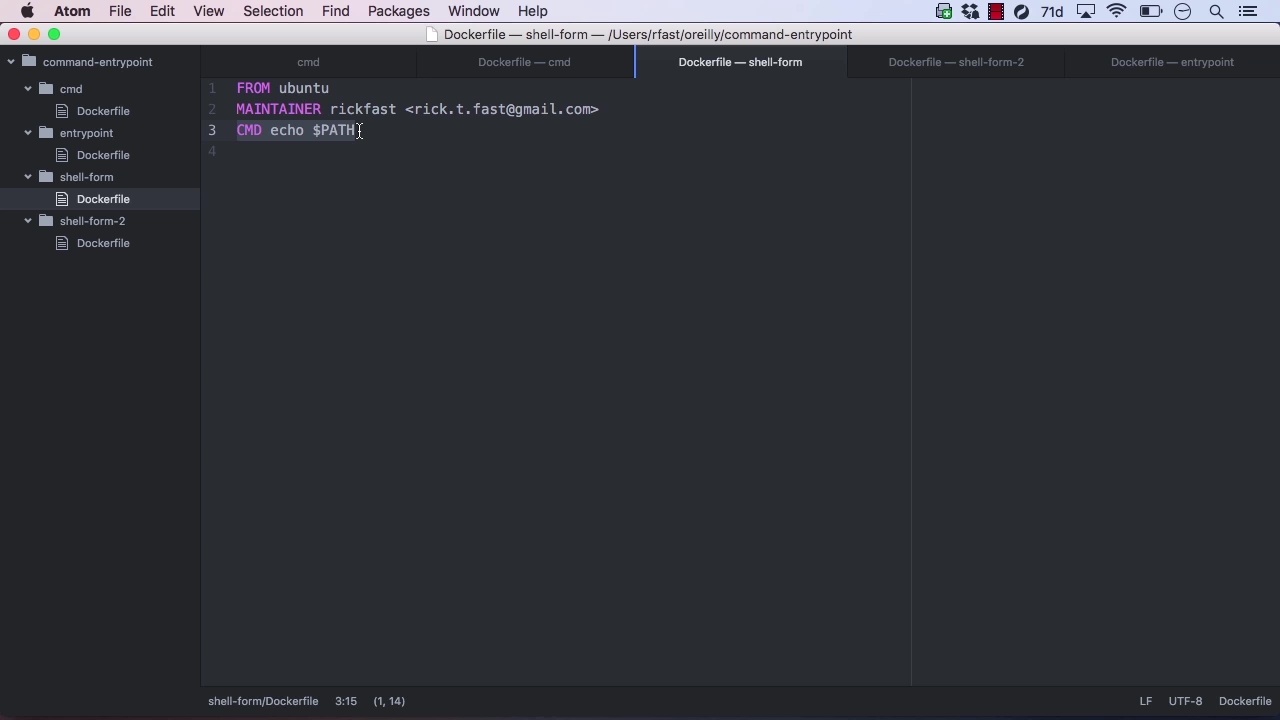 Atom File Edit View Selection Find Packages Window Help 71d
Dockerfile — shell-form — /Users/rfast/oreilly/command-entrypoint
command-entrypoint
cmd
Dockerfile
entrypoint
Dockerfile
shell-form
Dockerfile
shell-form-2
Dockerfile
cmd Dockerfile — cmd Dockerfile — shell-form Dockerfile — shell-form-2 Dockerfile — entrypoint
1 FROM ubuntu
2 MAINTAINER rickfast <rick.t.fast@gmail.com>
3 CMD echo $PATH
4
shell-form/Dockerfile 3:15 (1, 14) LF UTF-8 Dockerfile